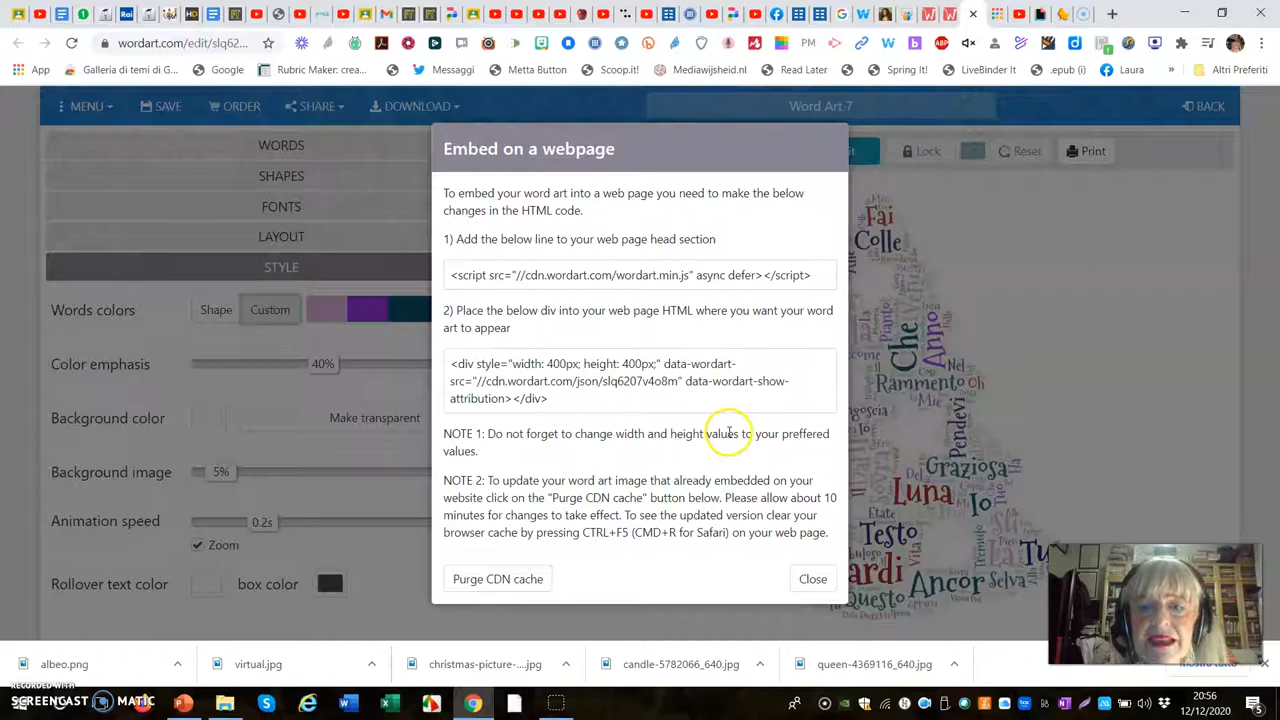 wordart.com/edit/slq62...
App
Galleria di temi di G...
Google
Rubric Maker: crea...
Messaggi
Metta Button
Scoop.it!
Mediawijsheid.nl
Read Later
Spring It!
LiveBinder It
.epub (i)
Laura
»
Altri Preferiti
MENU
SAVE
ORDER
SHARE
DOWNLOAD
Word Art 7
BACK
WORDS
SHAPES
FONTS
LAYOUT
STYLE
Words colors
Shape
Custom
Color emphasis
40%
Background color
Make transparent
Background image
5%
Animation speed
0.2s
Zoom
Rollover text color
box color
Lock
Reset
Print
Embed on a webpage
To embed your word art into a web page you need to make the below
changes in the HTML code.
1) Add the below line to your web page head section
<script src="//cdn.wordart.com/wordart.min.js" async defer></script>
2) Place the below div into your web page HTML where you want your word
art to appear
<div style="width: 400px; height: 400px;" data-wordart-
src="//cdn.wordart.com/json/slq6207v4o8m" data-wordart-show-
attribution></div>
NOTE 1: Do not forget to change width and height values to your preffered
values.
NOTE 2: To update your word art image that already embedded on your
website click on the "Purge CDN cache" button below. Please allow about 10
minutes for changes to take effect. To see the updated version clear your
browser cache by pressing CTRL+F5 (CMD+R for Safari) on your web page.
Purge CDN cache
Close
Fai
Colle
Che
Anno
Pianto
Nel
Rammento
Oh
Pendevi
Graziosa
Luna
Io
Etate
Testo
Tremulo
Ancor
Selva
Questo
albeo.png
virtual.jpg
christmas-picture-....jpg
candle-5782066_640.jpg
queen-4369116_640.jpg
Mostra tutto
RECORDED WITH
SCREENCAST MATIC
20:56
12/12/2020
5